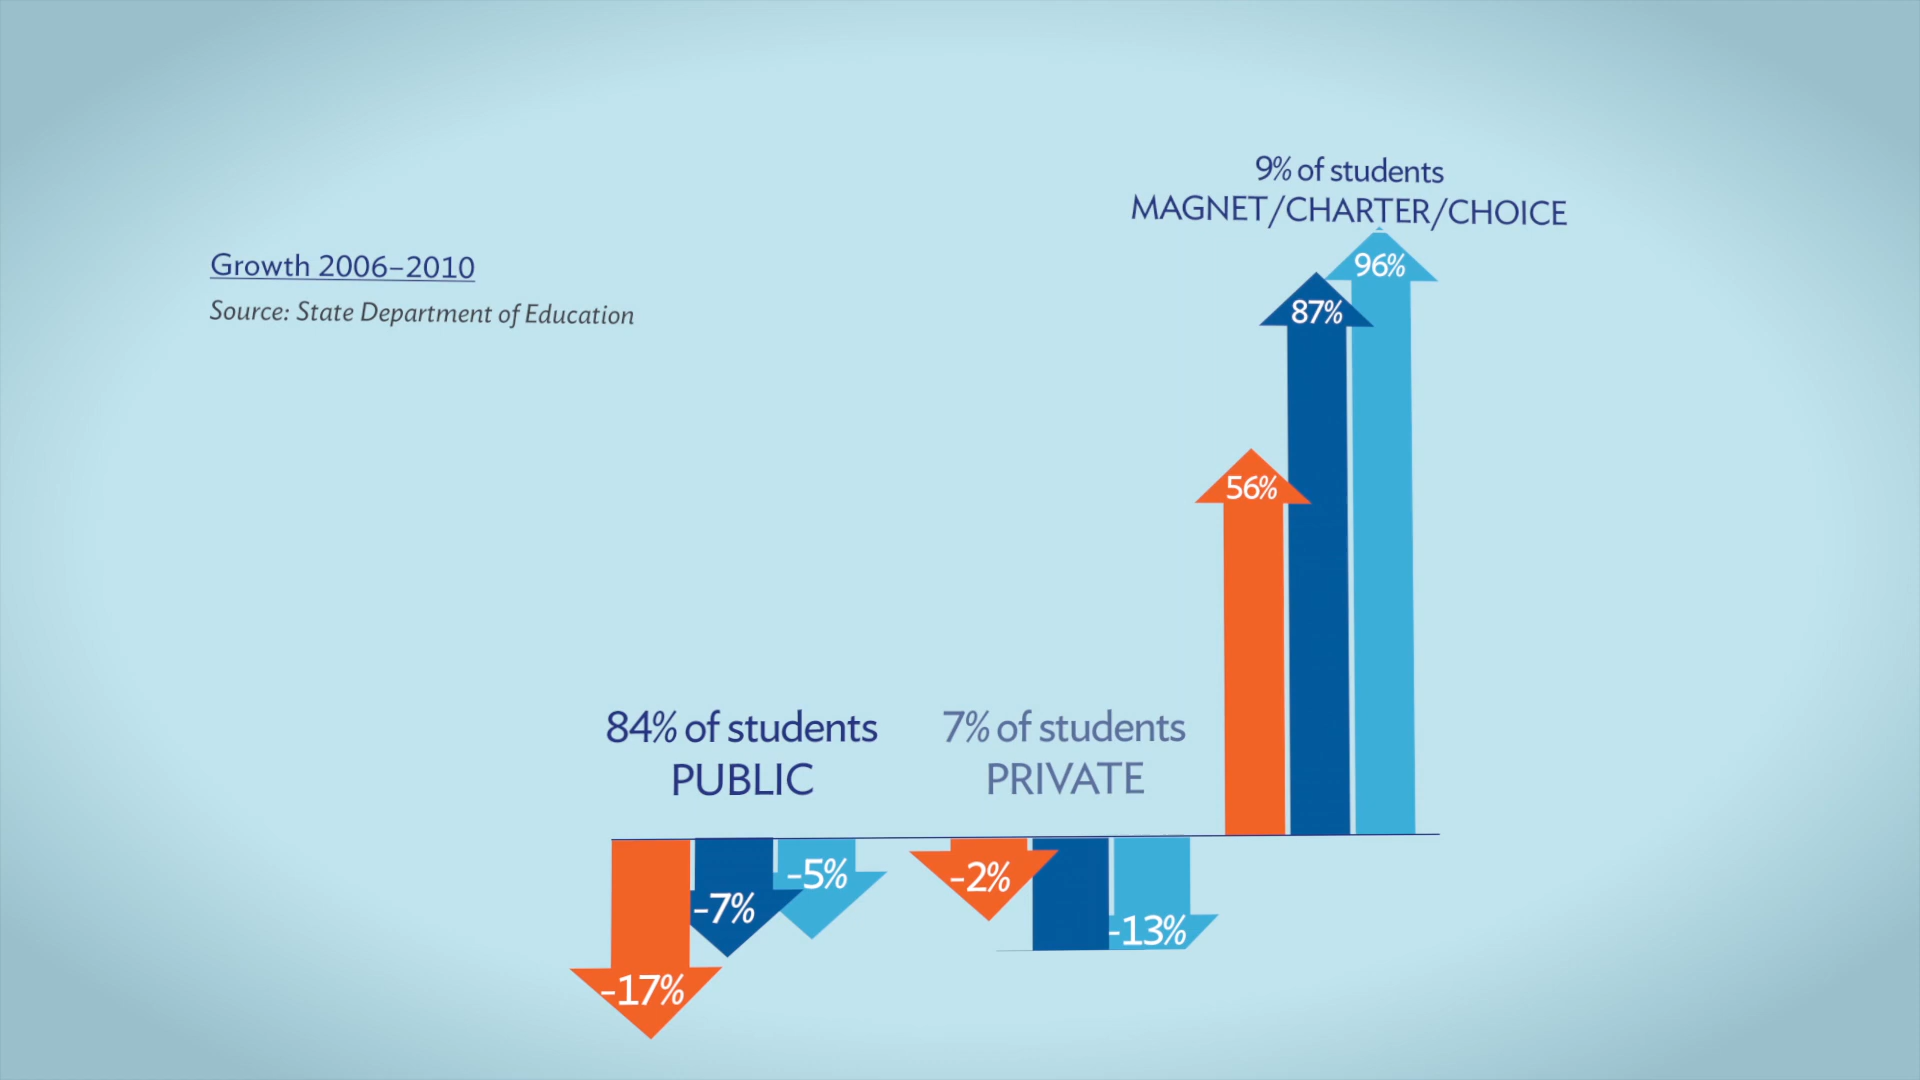 9% of students
MAGNET/CHARTER/CHOICE
Growth 2006–2010
Source: State Department of Education
96%
87%
56%
84% of students
PUBLIC
7% of students
PRIVATE
-17%
-7%
-5%
-2%
-13%